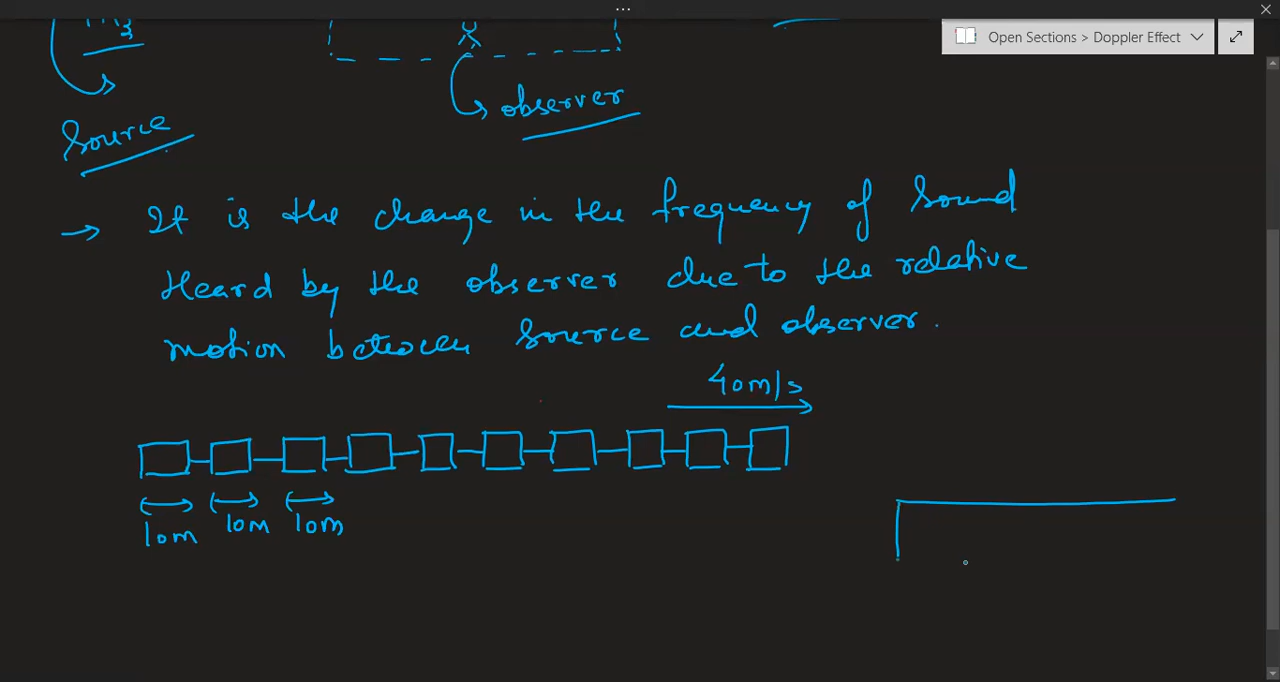 Open Sections > Doppler Effect
observer
Source
→ It is the change in the frequency of Sound
Heard by the observer due to the relative
motion between Source and observer.
40m/s
10m 10m 10m